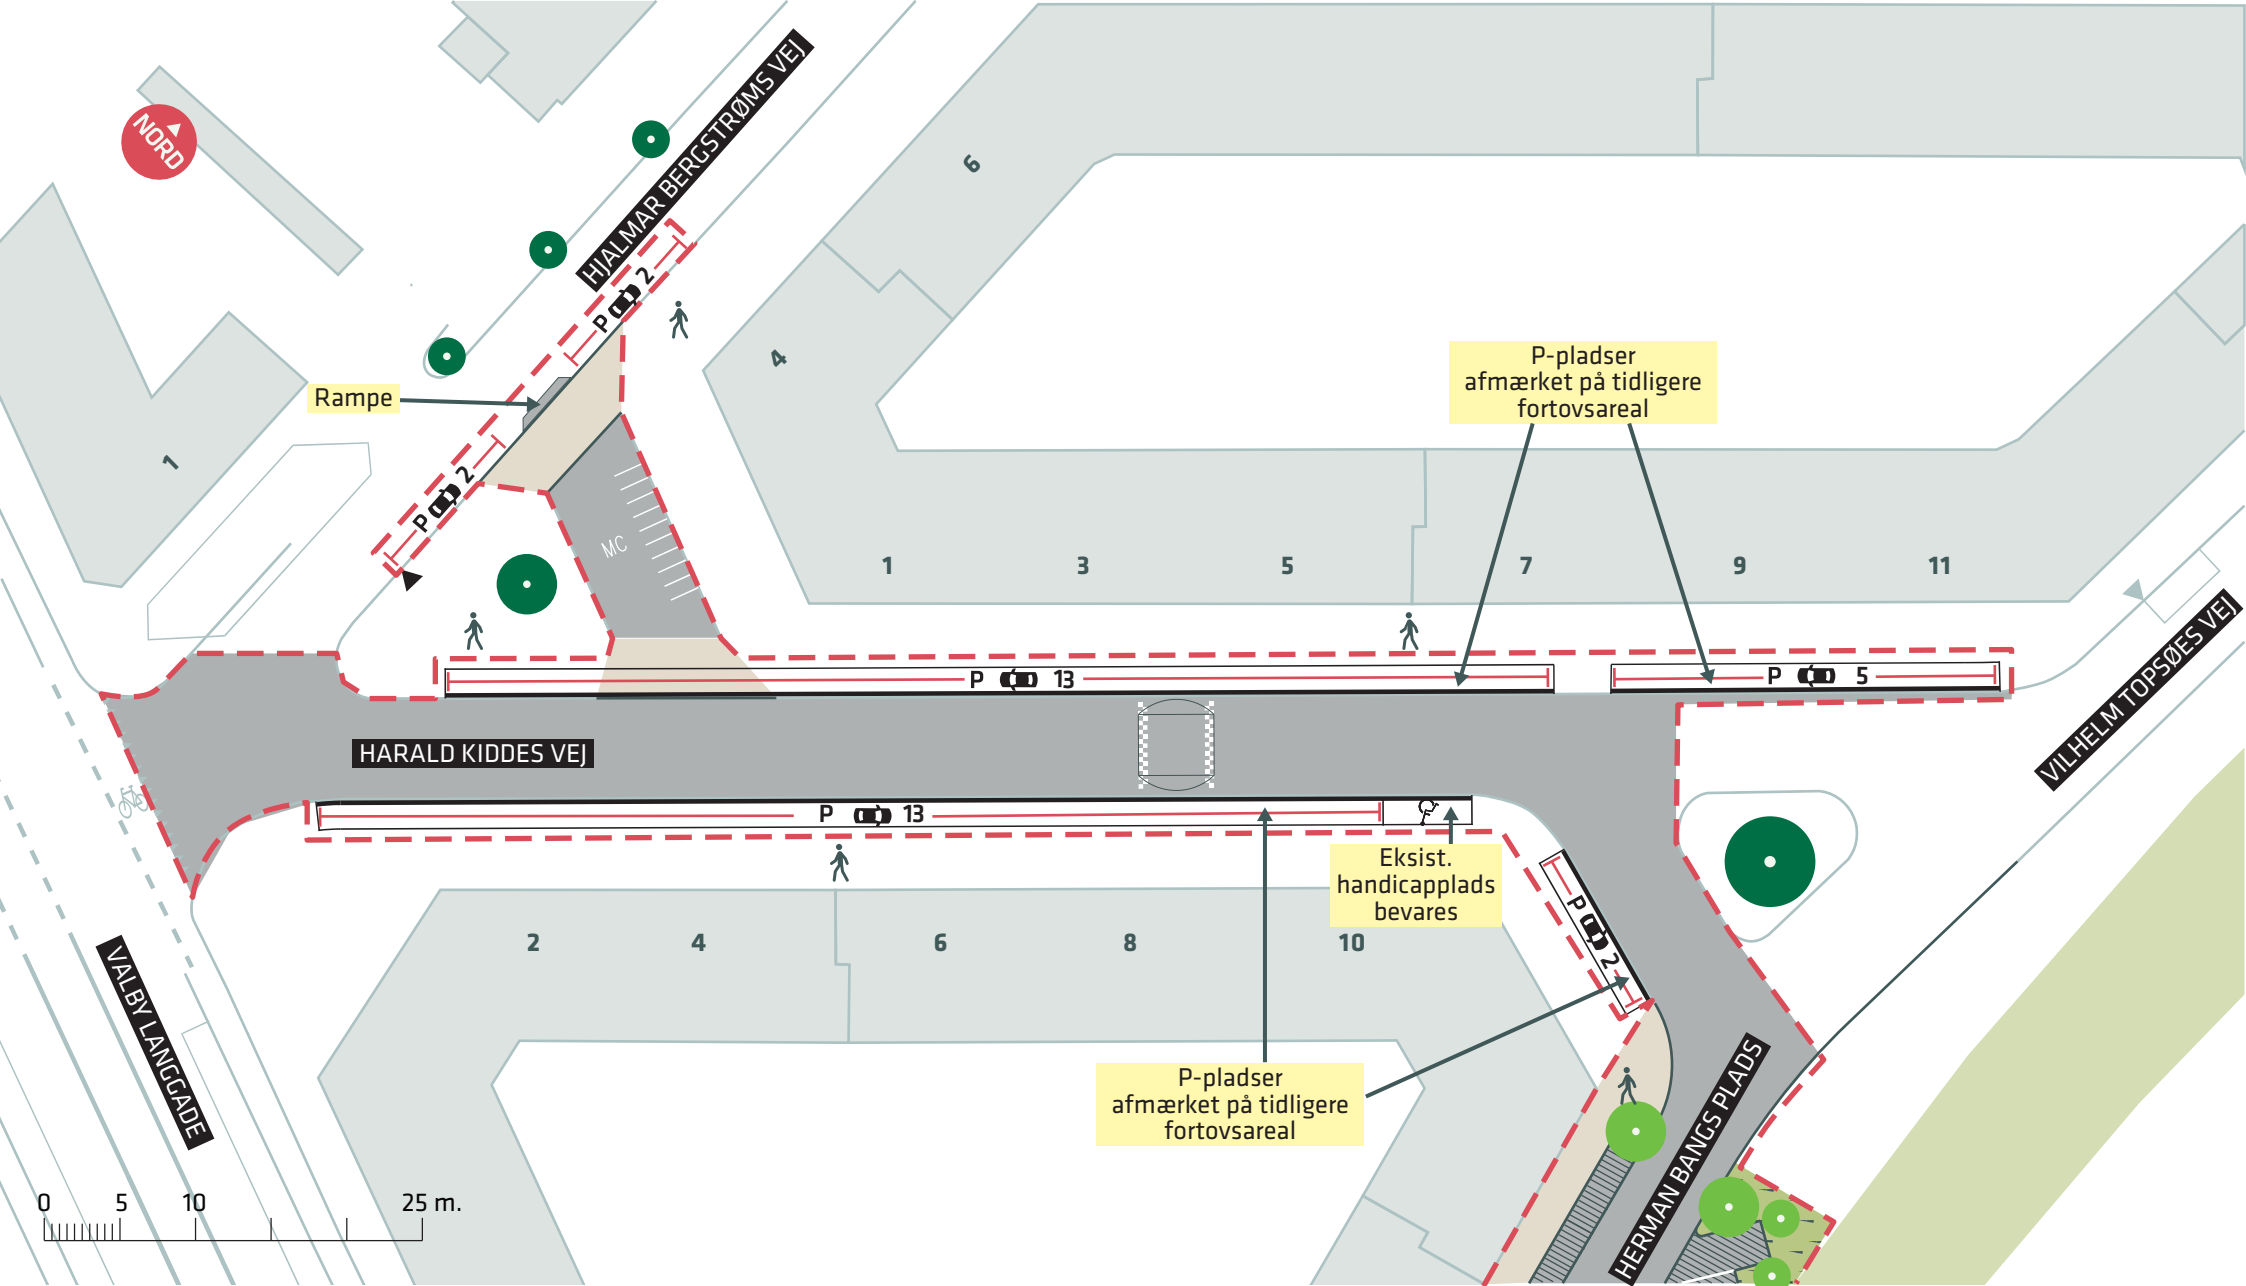 NORD
HJALMAR BERGSTRØMS VEJ
6
4
P 2
Rampe
1
P 2
MC
P-pladser
afmærket på tidligere
fortovsareal
1
3
5
7
9
11
VILHELM TOPSØES VEJ
P 13
P 5
HARALD KIDDES VEJ
P 13
Eksist.
handicapplads
bevares
P 2
2
4
6
8
10
VALBY LANGGADE
P-pladser
afmærket på tidligere
fortovsareal
HERMAN BANGS PLADS
0 5 10 25 m.